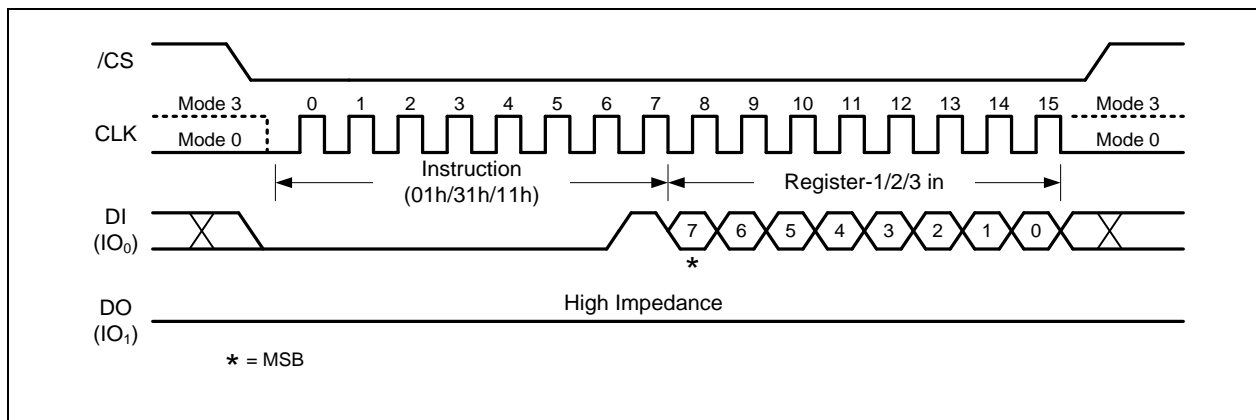 /CS
Mode 3 0 1 2 3 4 5 6 7 8 9 10 11 12 13 14 15 Mode 3
CLK
Mode 0 Mode 0
Instruction
(01h/31h/11h)
Register-1/2/3 in
DI
(IO₀)
7 6 5 4 3 2 1 0
*
High Impedance
DO
(IO₁)
* = MSB